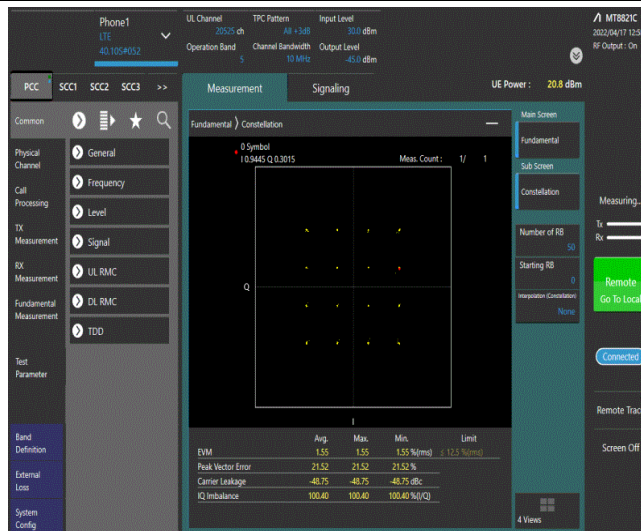 Phone1
LTE
40.105#052
UL Channel
20525 ch
TPC Pattern
All +3dB
Input Level
30.0 dBm
Operation Band
5
Channel Bandwidth
10 MHz
Output Level
-45.0 dBm
MT8821C
2022/04/17 12:5
RF Output : On
PCC
SCC1
SCC2
SCC3
>>
Measurement
Signaling
UE Power :
20.8 dBm
Common
Physical
Channel
Call
Processing
TX
Measurement
RX
Measurement
Fundamental
Measurement
Test
Parameter
Band
Definition
External
Loss
System
Config
General
Frequency
Level
Signal
UL RMC
DL RMC
TDD
Fundamental
Constellation
0 Symbol
I 0.9445 Q 0.3015
Meas. Count :
1/
1
Q
I
Avg.
Max.
Min.
Limit
EVM
1.55
1.55
1.55 %(rms)
≤ 12.5 %(rms)
Peak Vector Error
21.52
21.52
21.52 %
Carrier Leakage
-48.75
-48.75
-48.75 dBc
IQ Imbalance
100.40
100.40
100.40 %(I/Q)
Main Screen
Fundamental
Sub Screen
Constellation
Number of RB
50
Starting RB
0
Interpolation (Constellation)
None
4 Views
Measuring..
Tx
Rx
Remote
Go To Local
Connected
Remote Trac
Screen Off